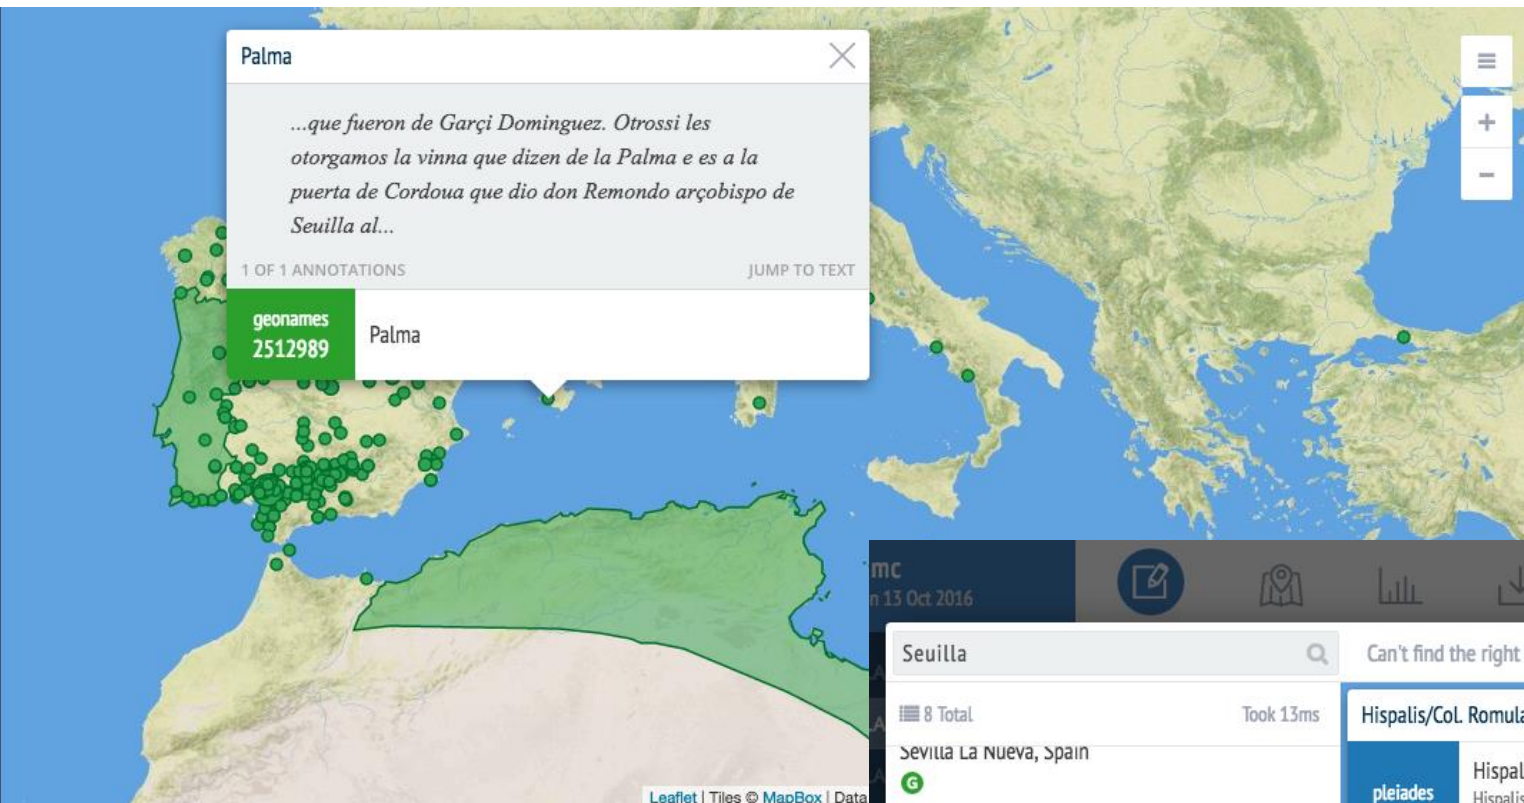 Palma
...que fueron de Garçi Dominguez. Otrossi les
otorgamos la vinna que dizen de la Palma e es a la
puerta de Cordoua que dio don Remondo arçobispo de
Seuilla al...
1 OF 1 ANNOTATIONS
JUMP TO TEXT
geonames
2512989
Palma
+
-
Leaflet | Tiles © MapBox | Data
mc
n 13 Oct 2016
Seuilla
Can't find the right
8 Total
Took 13ms
Sevilla La Nueva, Spain
G
Hispalis/Col. Romula
pleiades
Hispal
Hispalis